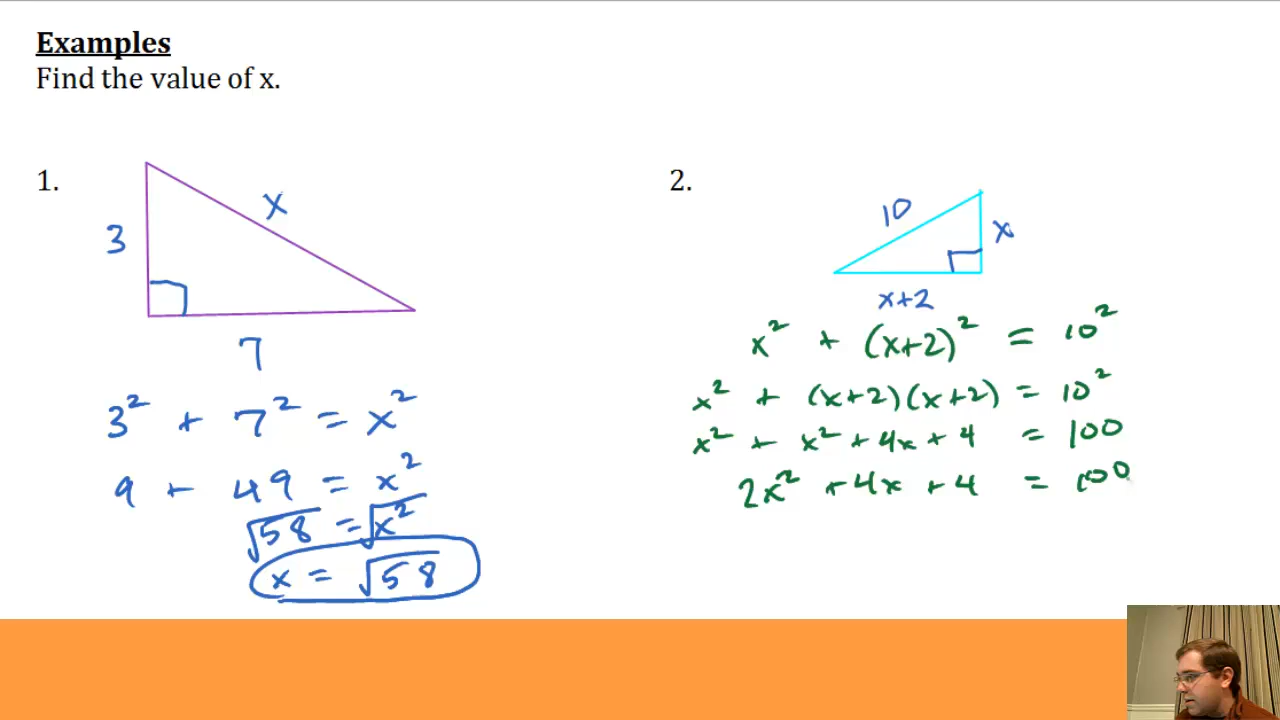 Examples
Find the value of x.
1.
3
x
7
3² + 7² = x²
9 + 49 = x²
√58 = √x²
x = √58
2.
10
x
x+2
x² + (x+2)² = 10²
x² + (x+2)(x+2) = 10²
x² + x² + 4x + 4 = 100
2x² + 4x + 4 = 100